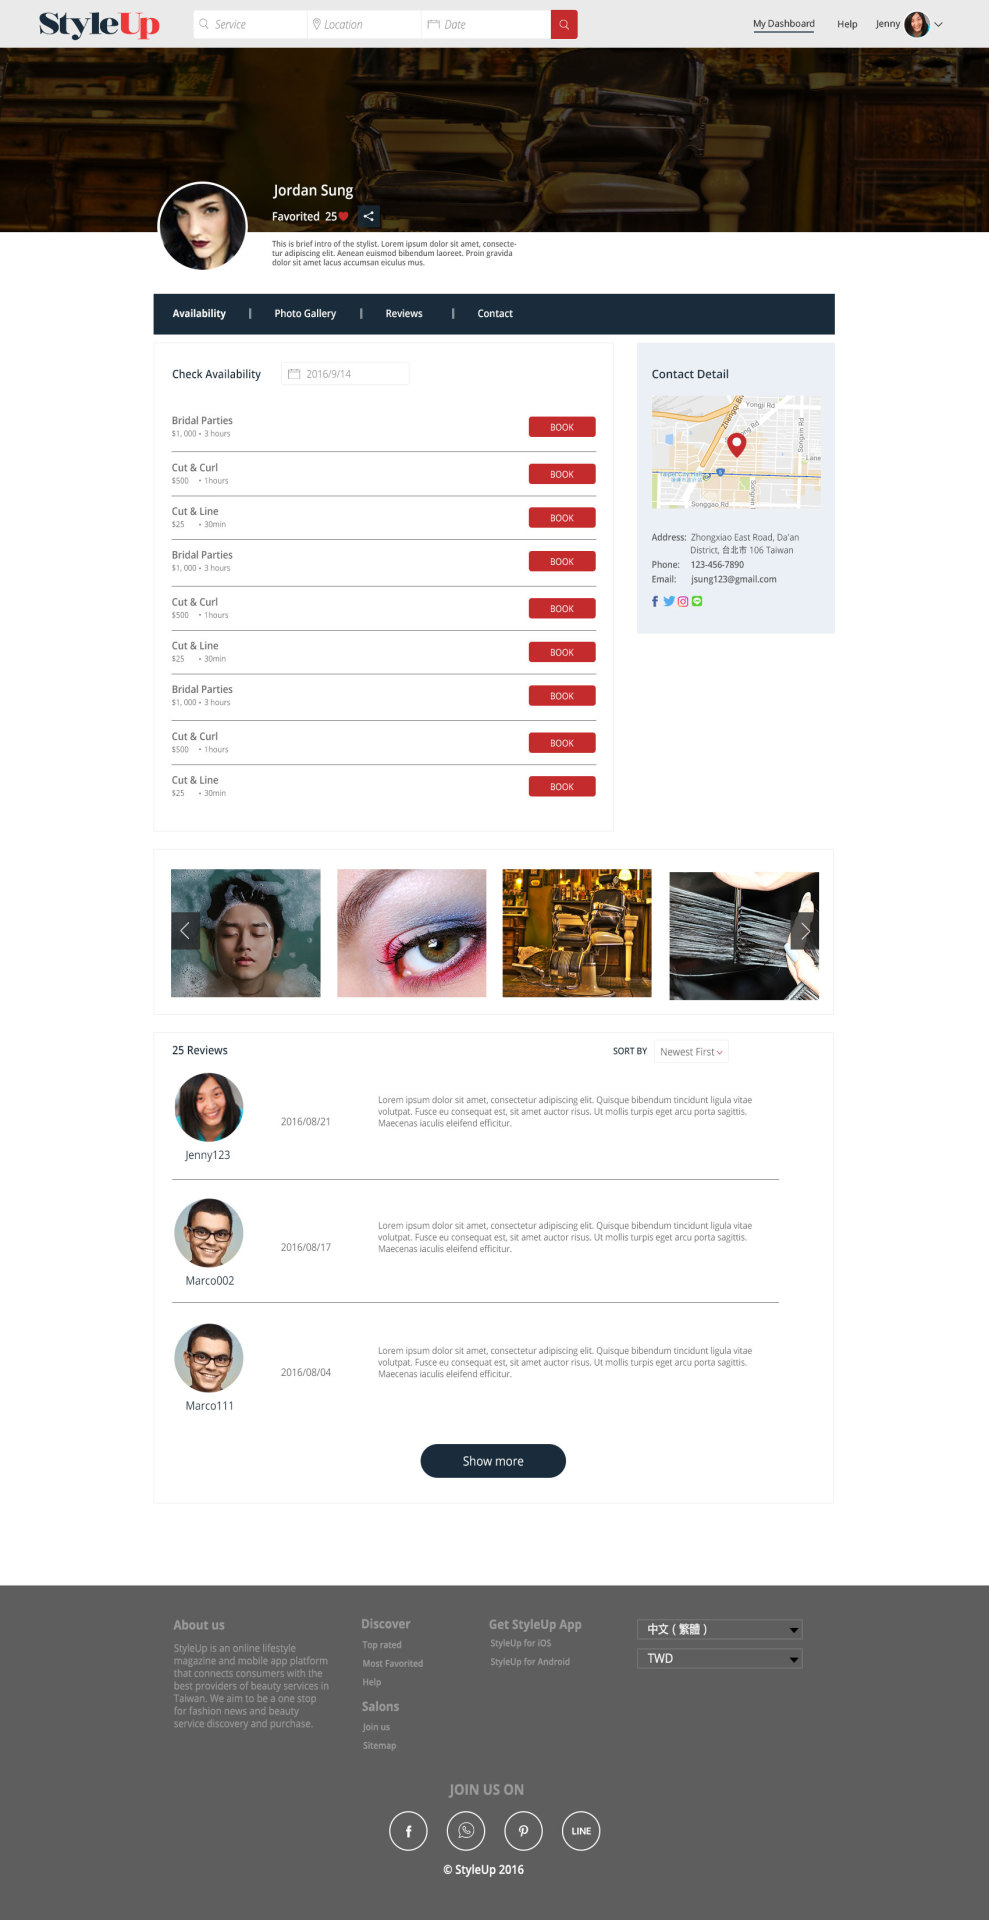 StyleUp
Service
Location
Date
My Dashboard
Help
Jenny
Jordan Sung
Favorited 25
This is brief intro of the stylist. Lorem ipsum dolor sit amet, consecte-
tur adipiscing elit. Aenean euismod bibendum laoreet. Proin gravida
dolor sit amet lacus accumsan eiculus mus.
Availability | Photo Gallery | Reviews | Contact
Check Availability
2016/9/14
Bridal Parties
$1, 000 • 3 hours
BOOK
Cut & Curl
$500 • 1hours
BOOK
Cut & Line
$25 • 30min
BOOK
Bridal Parties
$1, 000 • 3 hours
BOOK
Cut & Curl
$500 • 1hours
BOOK
Cut & Line
$25 • 30min
BOOK
Bridal Parties
$1, 000 • 3 hours
BOOK
Cut & Curl
$500 • 1hours
BOOK
Cut & Line
$25 • 30min
BOOK
Contact Detail
Yongji Rd
Songxin Rd
Lane
Taipei City Hall
Songgao Rd
Address: Zhongxiao East Road, Da'an
District, 台北市 106 Taiwan
Phone: 123-456-7890
Email: jsung123@gmail.com
25 Reviews
SORT BY
Newest First
2016/08/21
Lorem ipsum dolor sit amet, consectetur adipiscing elit. Quisque bibendum tincidunt ligula vitae
volutpat. Fusce eu consequat est, sit amet auctor risus. Ut mollis turpis eget arcu porta sagittis.
Maecenas iaculis eleifend efficitur.
Jenny123
2016/08/17
Lorem ipsum dolor sit amet, consectetur adipiscing elit. Quisque bibendum tincidunt ligula vitae
volutpat. Fusce eu consequat est, sit amet auctor risus. Ut mollis turpis eget arcu porta sagittis.
Maecenas iaculis eleifend efficitur.
Marco002
2016/08/04
Lorem ipsum dolor sit amet, consectetur adipiscing elit. Quisque bibendum tincidunt ligula vitae
volutpat. Fusce eu consequat est, sit amet auctor risus. Ut mollis turpis eget arcu porta sagittis.
Maecenas iaculis eleifend efficitur.
Marco111
Show more
About us
StyleUp is an online lifestyle
magazine and mobile app platform
that connects consumers with the
best providers of beauty services in
Taiwan. We aim to be a one stop
for fashion news and beauty
service discovery and purchase.
Discover
Top rated
Most Favorited
Help
Salons
Join us
Sitemap
Get StyleUp App
StyleUp for iOS
StyleUp for Android
中文 ( 繁體 )
TWD
JOIN US ON
LINE
© StyleUp 2016